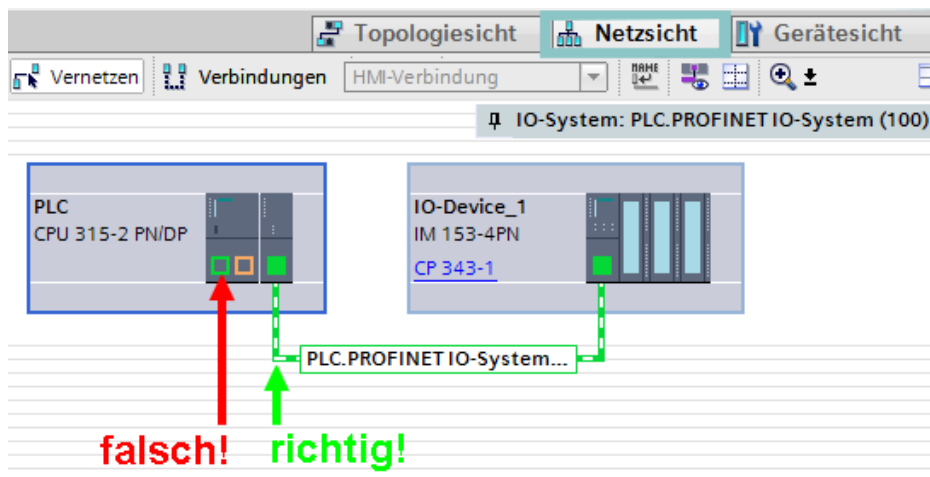 Topologiesicht Netzsicht Gerätesicht
Vernetzen Verbindungen HMI-Verbindung NAME
IO-System: PLC.PROFINET IO-System (100)
PLC
CPU 315-2 PN/DP
IO-Device_1
IM 153-4PN
CP 343-1
PLC.PROFINET IO-System...
falsch! richtig!